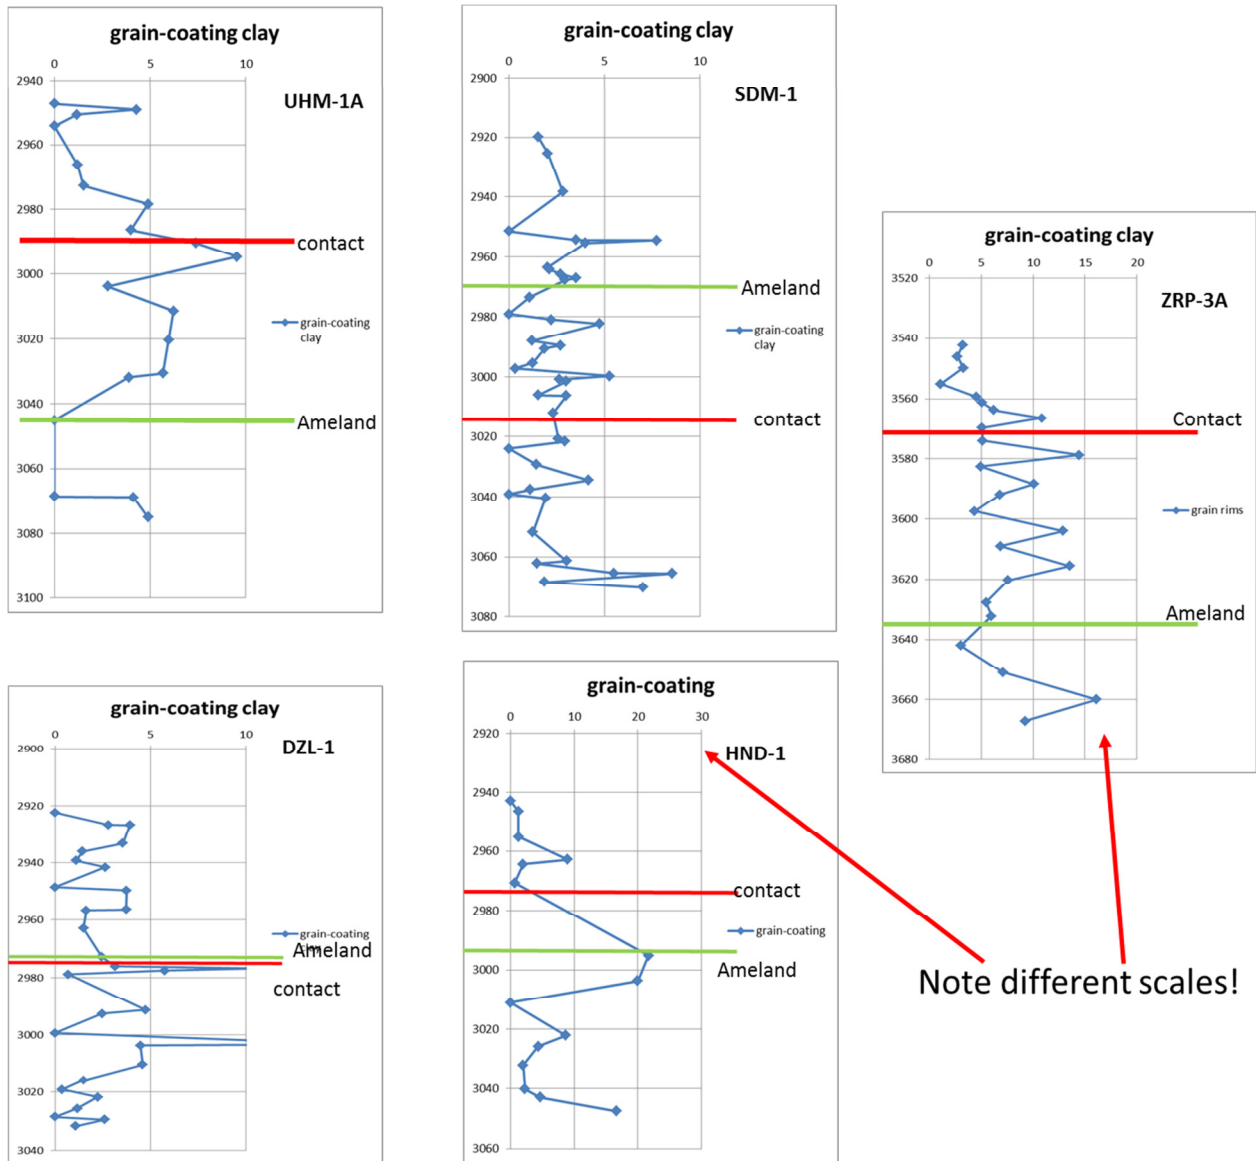 grain-coating clay
0 5 10
UHM-1A
2940
2960
2980
3000
3020
3040
3060
3080
3100
contact
grain-coating
clay
Ameland
grain-coating clay
0 5 10
SDM-1
2900
2920
2940
2960
2980
3000
3020
3040
3060
3080
Ameland
grain-coating
clay
contact
grain-coating clay
0 5 10 15 20
ZRP-3A
3520
3540
3560
3580
3600
3620
3640
3660
3680
Contact
grain rims
Ameland
grain-coating clay
0 5 10
DZL-1
2900
2920
2940
2960
2980
3000
3020
3040
grain-coating
Ameland
contact
grain-coating
0 10 20 30
HND-1
2920
2940
2960
2980
3000
3020
3040
3060
contact
grain-coating
Ameland
Note different scales!